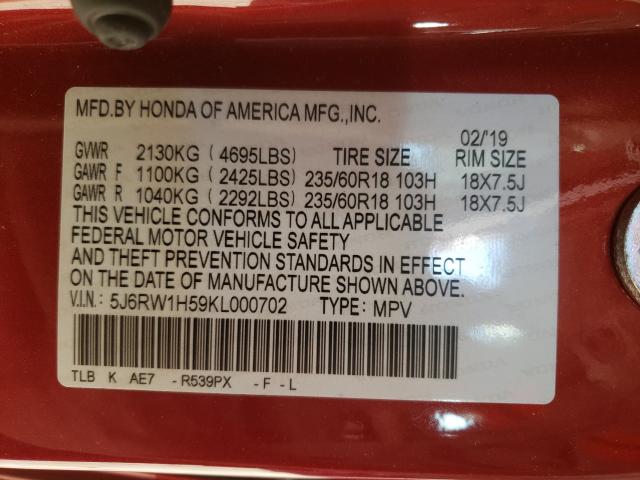 MFD.BY HONDA OF AMERICA MFG.,INC.
02/'19
GVWR 2130KG ( 4695LBS) TIRE SIZE RIM SIZE
GAWR F 1100KG ( 2425LBS) 235/60R18 103H 18X7.5J
GAWR R 1040KG ( 2292LBS) 235/60R18 103H 18X7.5J
THIS VEHICLE CONFORMS TO ALL APPLICABLE
FEDERAL MOTOR VEHICLE SAFETY
AND THEFT PREVENTION STANDARDS IN EFFECT
ON THE DATE OF MANUFACTURE SHOWN ABOVE.
V.I.N.: 5J6RW1H59KL000702 TYPE: MPV
TLB K AE7 - R539PX - F - L